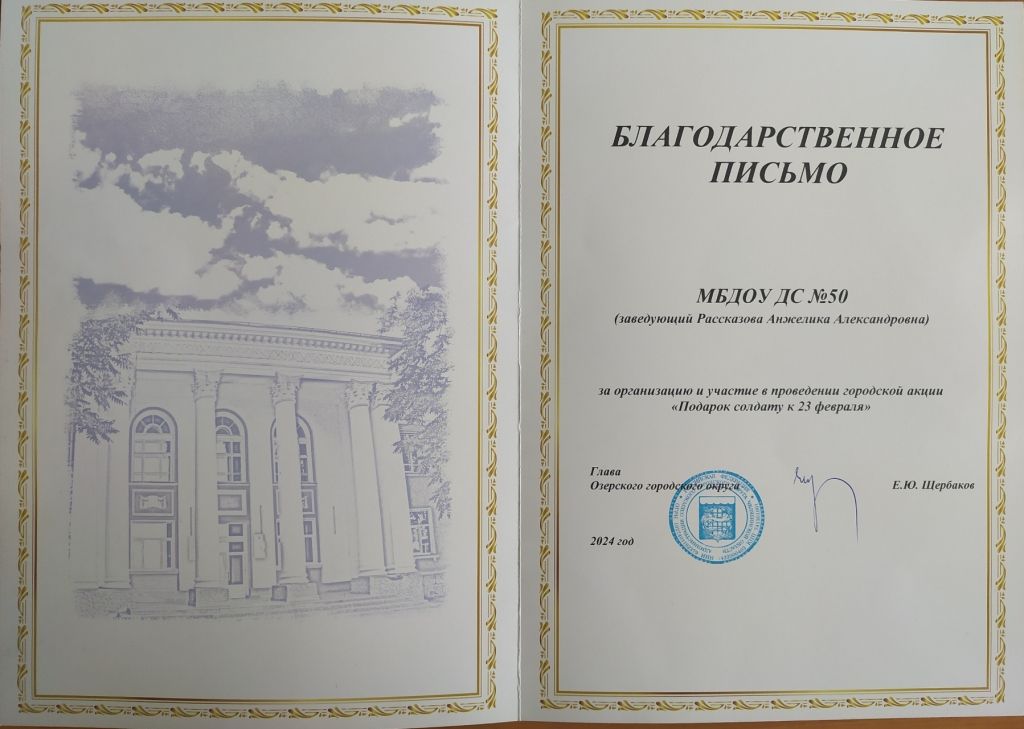 БЛАГОДАРСТВЕННОЕ
ПИСЬМО
МБДОУ ДС №50
(заведующий Рассказова Анжелика Александровна)
за организацию и участие в проведении городской акции
«Подарок солдату к 23 февраля»
Глава
Озерского городского округа
Е.Ю. Щербаков
2024 год